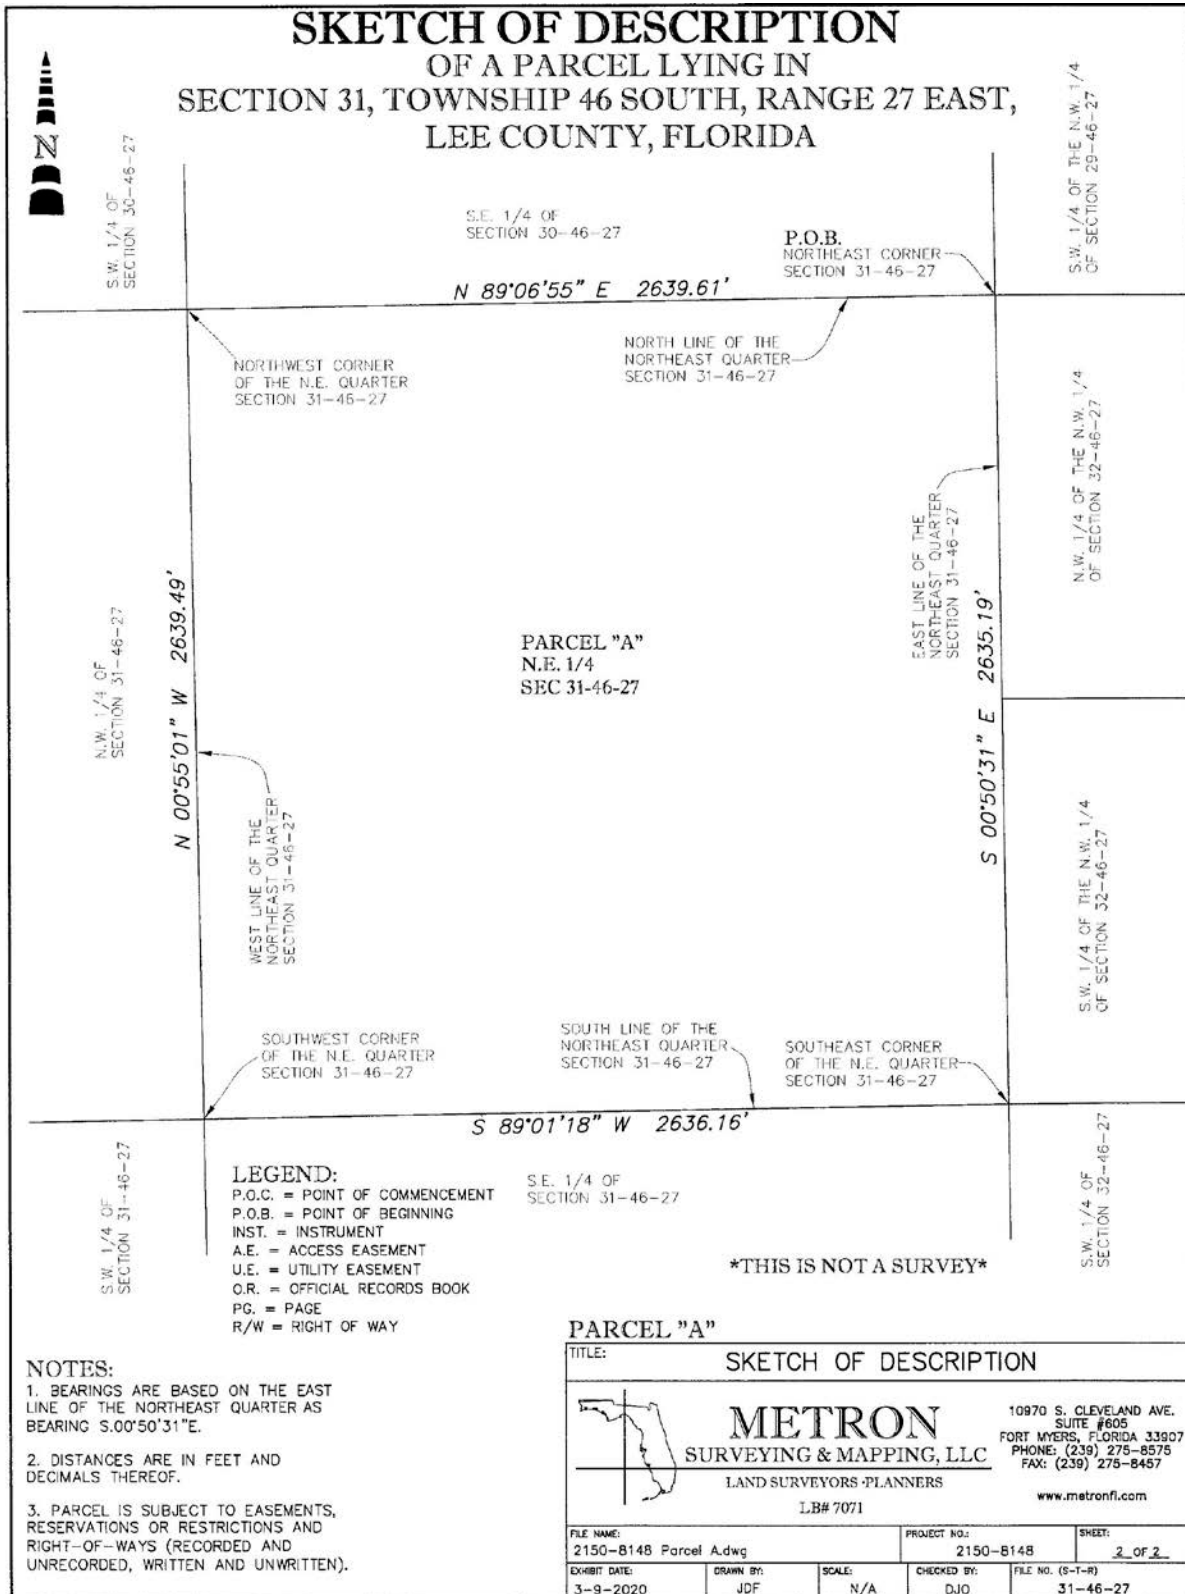 SKETCH OF DESCRIPTION
OF A PARCEL LYING IN
SECTION 31, TOWNSHIP 46 SOUTH, RANGE 27 EAST,
LEE COUNTY, FLORIDA
N
S.W. 1/4 OF
SECTION 30-46-27
S.E. 1/4 OF
SECTION 30-46-27
P.O.B.
NORTHEAST CORNER
SECTION 31-46-27
S.W. 1/4 OF THE N.W. 1/4
OF SECTION 29-46-27
N 89°06'55" E 2639.61'
NORTHWEST CORNER
OF THE N.E. QUARTER
SECTION 31-46-27
NORTH LINE OF THE
NORTHEAST QUARTER
SECTION 31-46-27
N.W. 1/4 OF THE N.W. 1/4
OF SECTION 32-46-27
EAST LINE OF THE
NORTHEAST QUARTER
SECTION 31-46-27
N.W. 1/4 OF
SECTION 31-46-27
N 00°55'01" W 2639.49'
PARCEL "A"
N.E. 1/4
SEC 31-46-27
S 00°50'31" E 2635.19'
WEST LINE OF THE
NORTHEAST QUARTER
SECTION 31-46-27
S.W. 1/4 OF THE N.W. 1/4
OF SECTION 32-46-27
SOUTHWEST CORNER
OF THE N.E. QUARTER
SECTION 31-46-27
SOUTH LINE OF THE
NORTHEAST QUARTER
SECTION 31-46-27
SOUTHEAST CORNER
OF THE N.E. QUARTER
SECTION 31-46-27
S 89°01'18" W 2636.16'
S.W. 1/4 OF
SECTION 31-46-27
S.E. 1/4 OF
SECTION 31-46-27
S.W. 1/4 OF
SECTION 32-46-27
LEGEND:
P.O.C. = POINT OF COMMENCEMENT
P.O.B. = POINT OF BEGINNING
INST. = INSTRUMENT
A.E. = ACCESS EASEMENT
U.E. = UTILITY EASEMENT
O.R. = OFFICIAL RECORDS BOOK
PG. = PAGE
R/W = RIGHT OF WAY
*THIS IS NOT A SURVEY*
NOTES:
1. BEARINGS ARE BASED ON THE EAST
LINE OF THE NORTHEAST QUARTER AS
BEARING S.00°50'31"E.
2. DISTANCES ARE IN FEET AND
DECIMALS THEREOF.
3. PARCEL IS SUBJECT TO EASEMENTS,
RESERVATIONS OR RESTRICTIONS AND
RIGHT-OF-WAYS (RECORDED AND
UNRECORDED, WRITTEN AND UNWRITTEN).
PARCEL "A"
TITLE:
SKETCH OF DESCRIPTION
METRON
SURVEYING & MAPPING, LLC
LAND SURVEYORS·PLANNERS
LB# 7071
10970 S. CLEVELAND AVE.
SUITE #605
FORT MYERS, FLORIDA 33907
PHONE: (239) 275-8575
FAX: (239) 275-8457
www.metronfl.com
FILE NAME:
2150-8148 Parcel A.dwg
PROJECT NO.:
2150-8148
SHEET:
2 OF 2
EXHIBIT DATE:
3-9-2020
DRAWN BY:
JDF
SCALE:
N/A
CHECKED BY:
DJO
FILE NO. (S-T-R)
31-46-27